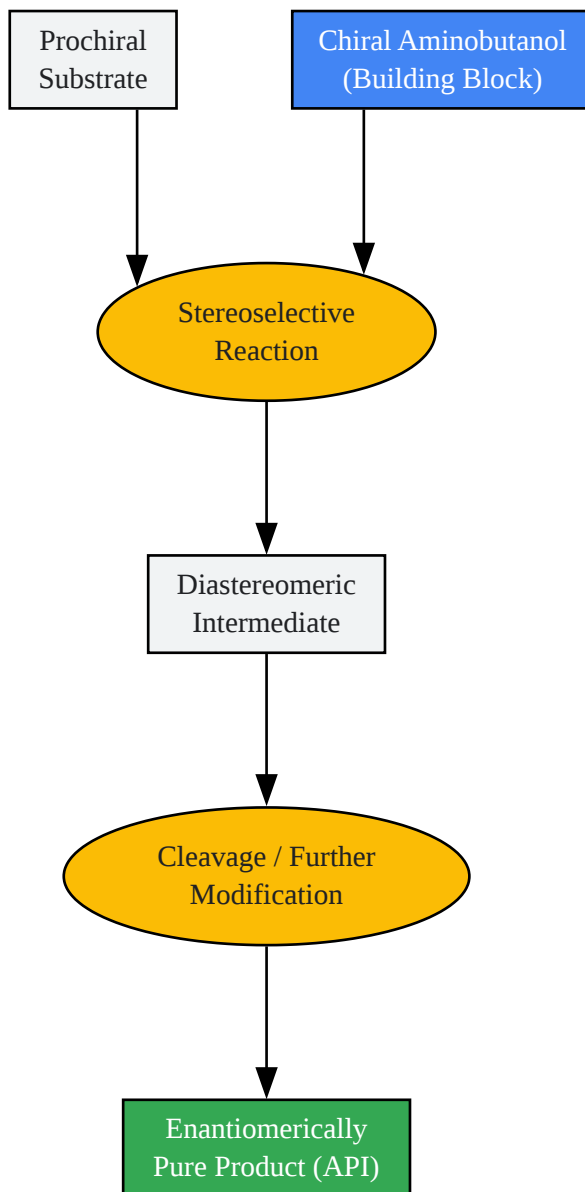 Prochiral
Substrate
Chiral Aminobutanol
(Building Block)
Stereoselective
Reaction
Diastereomeric
Intermediate
Cleavage / Further
Modification
Enantiomerically
Pure Product (API)